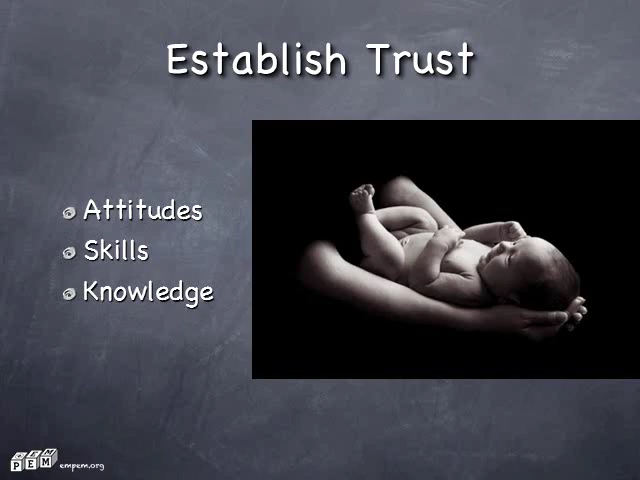 Establish Trust
Attitudes
Skills
Knowledge
PEM
empem.org